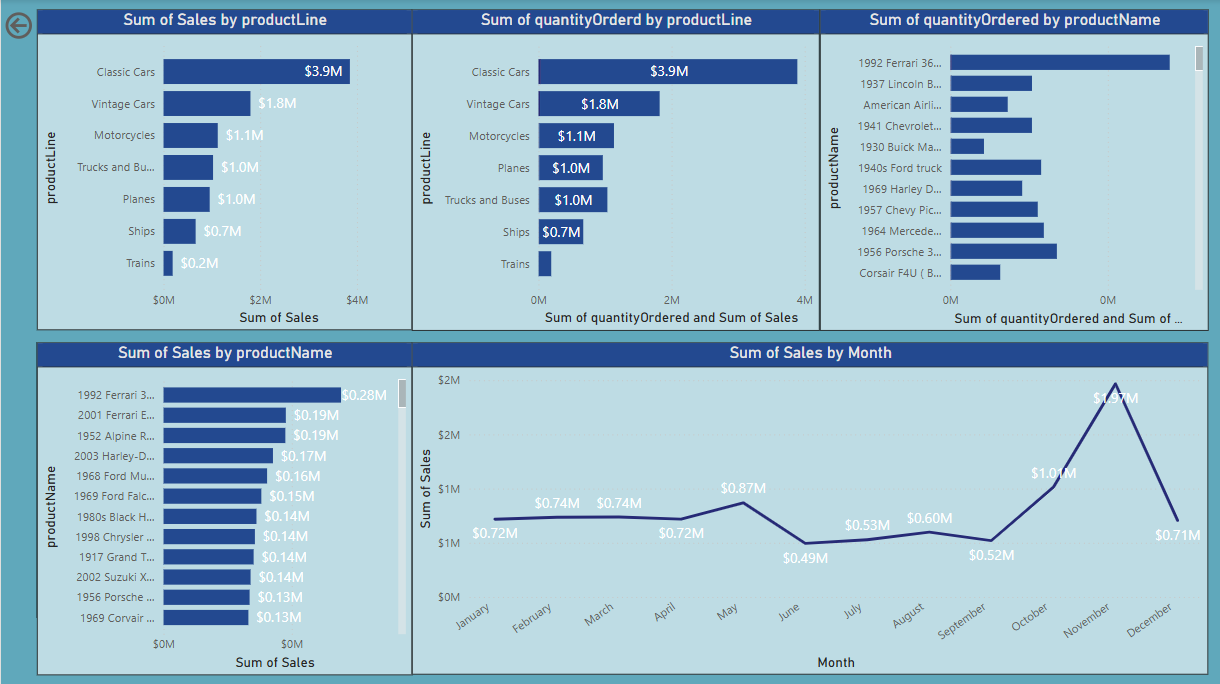 Sum of Sales by productLine
productLine
Classic Cars $3.9M
Vintage Cars $1.8M
Motorcycles $1.1M
Trucks and Bu... $1.0M
Planes $1.0M
Ships $0.7M
Trains $0.2M
$0M $2M $4M
Sum of Sales
Sum of quantityOrderd by productLine
productLine
Classic Cars $3.9M
Vintage Cars $1.8M
Motorcycles $1.1M
Planes $1.0M
Trucks and Buses $1.0M
Ships $0.7M
Trains
0M 2M 4M
Sum of quantityOrdered and Sum of Sales
Sum of quantityOrdered by productName
productName
1992 Ferrari 36...
1937 Lincoln B...
American Airli...
1941 Chevrolet...
1930 Buick Ma...
1940s Ford truck
1969 Harley D...
1957 Chevy Pic...
1964 Mercede...
1956 Porsche 3...
Corsair F4U ( B...
0M 0M
Sum of quantityOrdered and Sum of ...
Sum of Sales by productName
productName
1992 Ferrari 3... $0.28M
2001 Ferrari E... $0.19M
1952 Alpine R... $0.19M
2003 Harley-D... $0.17M
1968 Ford Mu... $0.16M
1969 Ford Falc... $0.15M
1980s Black H... $0.14M
1998 Chrysler ... $0.14M
1917 Grand T... $0.14M
2002 Suzuki X... $0.14M
1956 Porsche ... $0.13M
1969 Corvair ... $0.13M
$0M $0M
Sum of Sales
Sum of Sales by Month
Sum of Sales
$2M
$2M
$1M
$1M
$0M
$0.72M $0.74M $0.74M $0.72M $0.87M $0.49M $0.53M $0.60M $0.52M $1.01M $1.97M $0.71M
January February March April May June July August September October November December
Month